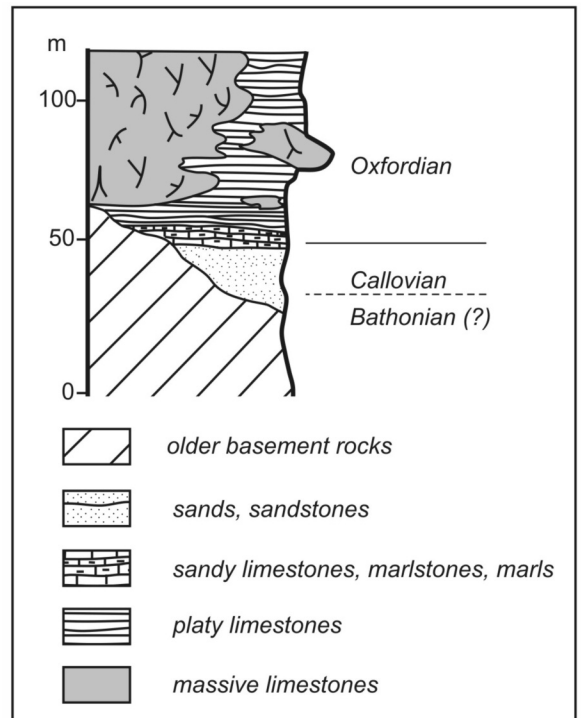 m
100
Oxfordian
50
Callovian
Bathonian (?)
0
older basement rocks
sands, sandstones
sandy limestones, marlstones, marls
platy limestones
massive limestones